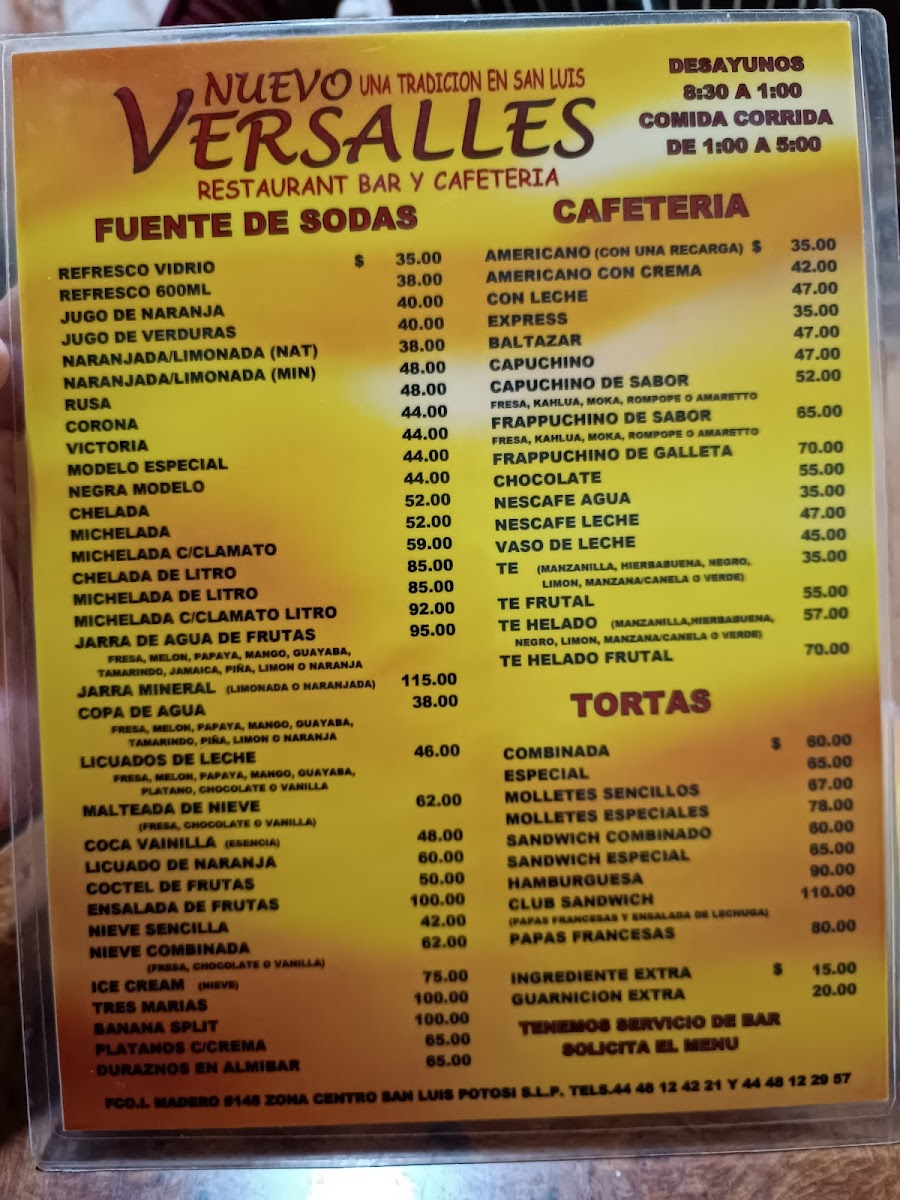 NUEVO
UNA TRADICION EN SAN LUIS
VERSALLES
RESTAURANT BAR Y CAFETERIA
DESAYUNOS
8:30 A 1:00
COMIDA CORRIDA
DE 1:00 A 5:00
FUENTE DE SODAS
REFRESCO VIDRIO $ 35.00
REFRESCO 600ML 38.00
JUGO DE NARANJA 40.00
JUGO DE VERDURAS 40.00
NARANJADA/LIMONADA (NAT) 38.00
NARANJADA/LIMONADA (MIN) 48.00
RUSA 48.00
CORONA 44.00
VICTORIA 44.00
MODELO ESPECIAL 44.00
NEGRA MODELO 44.00
CHELADA 52.00
MICHELADA 52.00
MICHELADA C/CLAMATO 59.00
CHELADA DE LITRO 85.00
MICHELADA DE LITRO 85.00
MICHELADA C/CLAMATO LITRO 92.00
JARRA DE AGUA DE FRUTAS 95.00
FRESA, MELON, PAPAYA, MANGO, GUAYABA,
TAMARINDO, JAMAICA, PIÑA, LIMON O NARANJA
JARRA MINERAL (LIMONADA O NARANJADA) 115.00
COPA DE AGUA 38.00
FRESA, MELON, PAPAYA, MANGO, GUAYABA,
TAMARINDO, PIÑA, LIMON O NARANJA
LICUADOS DE LECHE 46.00
FRESA, MELON, PAPAYA, MANGO, GUAYABA,
PLATANO, CHOCOLATE O VANILLA
MALTEADA DE NIEVE 62.00
(FRESA, CHOCOLATE O VANILLA)
COCA VAINILLA (ESENCIA) 48.00
LICUADO DE NARANJA 60.00
COCTEL DE FRUTAS 50.00
ENSALADA DE FRUTAS 100.00
NIEVE SENCILLA 42.00
NIEVE COMBINADA 62.00
(FRESA, CHOCOLATE O VANILLA)
ICE CREAM (NIEVE) 75.00
TRES MARIAS 100.00
BANANA SPLIT 100.00
PLATANOS C/CREMA 65.00
DURAZNOS EN ALMIBAR 65.00
CAFETERIA
AMERICANO (CON UNA RECARGA) $ 35.00
AMERICANO CON CREMA 42.00
CON LECHE 47.00
EXPRESS 35.00
BALTAZAR 47.00
CAPUCHINO 47.00
CAPUCHINO DE SABOR 52.00
FRESA, KAHLUA, MOKA, ROMPOPE O AMARETTO
FRAPPUCHINO DE SABOR 65.00
FRESA, KAHLUA, MOKA, ROMPOPE O AMARETTO
FRAPPUCHINO DE GALLETA 70.00
CHOCOLATE 55.00
NESCAFE AGUA 35.00
NESCAFE LECHE 47.00
VASO DE LECHE 45.00
TE (MANZANILLA, HIERBABUENA, NEGRO, 35.00
LIMON, MANZANA/CANELA O VERDE)
TE FRUTAL 55.00
TE HELADO (MANZANILLA,HIERBABUENA, 57.00
NEGRO, LIMON, MANZANA/CANELA O VERDE)
TE HELADO FRUTAL 70.00
TORTAS
COMBINADA $ 60.00
ESPECIAL 65.00
MOLLETES SENCILLOS 67.00
MOLLETES ESPECIALES 78.00
SANDWICH COMBINADO 60.00
SANDWICH ESPECIAL 65.00
HAMBURGUESA 90.00
CLUB SANDWICH 110.00
(PAPAS FRANCESAS Y ENSALADA DE LECHUGA)
PAPAS FRANCESAS 80.00
INGREDIENTE EXTRA $ 15.00
GUARNICION EXTRA 20.00
TENEMOS SERVICIO DE BAR
SOLICITA EL MENU
FCO.I. MADERO #145 ZONA CENTRO SAN LUIS POTOSI S.L.P. TELS.44 48 12 42 21 Y 44 48 12 29 57